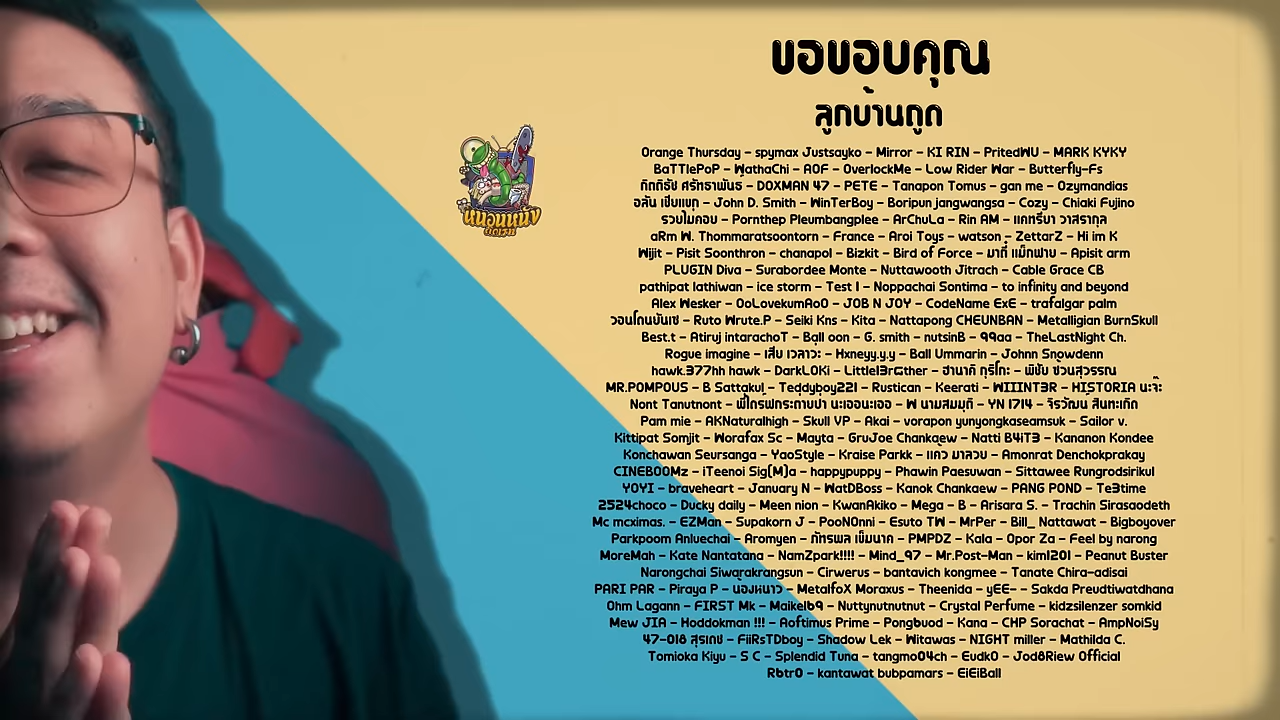 ขอขอบคุณ
ลูกบ้านถูด
หนอนหนัง
Orange Thursday - spymax Justsayko - Mirror - KI RIN - PritedWU - MARK KYKY
BaTTlePoP - WathaChi - AOF - OverlockMe - Low Rider War - Butterfly-Fs
กิตติธัช ศรัทธาพันธ - DOXMAN 47 - PETE - Tanapon Tomus - gan me - Ozymandias
อลัน เชียแขก - John D. Smith - WinTerBoy - Boripun jangwangsa - Cozy - Chiaki Fujino
รวบไมคอบ - Pornthep Pleumbangplee - ArChuLa - Rin AM - แคทรียา วาสรากุล
aRm W. Thommaratsoontorn - France - Aroi Toys - watson - ZettarZ - Hi im K
Wijit - Pisit Soonthron - chanapol - Bizkit - Bird of Force - มากี้ แม็กฟาย - Apisit arm
PLUGIN Diva - Surabordee Monte - Nuttawooth Jitrach - Cable Grace CB
pathipat lathiwan - ice storm - Test I - Noppachai Sontima - to infinity and beyond
Alex Wesker - OoLovekumAoO - JOB N JOY - CodeName ExE - trafalgar palm
วอนโดนบันเซ - Ruto Wrute.P - Seiki Kns - Kita - Nattapong CHEUNBAN - Metalligian BurnSkull
Best.t - Atiruj intarachoT - Ball oon - G. smith - nutsinB - 99aa - TheLastNight Ch.
Rogue imagine - เสีย เวลาวะ - Hxneyy.y.y - Ball Ummarin - Johnn Snowdenn
hawk.377hh hawk - DarkLOKi - Little13rGther - ฮานาคิ คุริโกะ - พิชัย ช้วนสุวรรณ
MR.POMPOUS - B Sattakul - Teddyboy221 - Rustican - Keerati - WIIINT3R - HISTORIA นะจ๊ะ
Nont Tanutnont - พี่ไดรฟกระดาษปา นะเออนะเออ - W นามสมมุติ - YN 1714 - จิรวัฒน์ สินทะเกิด
Pam mie - AKNaturalhigh - Skull VP - Akai - vorapon yunyongkaseamsuk - Sailor v.
Kittipat Somjit - Worafax Sc - Mayta - GruJoe Chankaew - Natti B4iT3 - Kananon Kondee
Konchawan Seursanga - YaoStyle - Kraise Parkk - แก้ว มาลวย - Amonrat Denchokprakay
CINEBOOMz - iTeenoi Sig(M)a - happypuppy - Phawin Paesuwan - Sittawee Rungrodsirikul
YOYI - braveheart - January N - WatDBoss - Kanok Chankaew - PANG POND - Te3time
2524choco - Ducky daily - Meen nion - KwanAkiko - Mega - B - Arisara S. - Trachin Sirasaodeth
Mc mcximas. - EZMan - Supakorn J - PooNOnni - Esuto TW - MrPer - Bill_ Nattawat - Bigboyover
Parkpoom Anluechai - Aromyen - ภัทรพล เข็มนาค - PMPDZ - Kala - Opor Za - Feel by narong
MoreMah - Kate Nantatana - NamZpark!!!! - Mind_97 - Mr.Post-Man - kim1201 - Peanut Buster
Narongchai Siwarakrangsun - Cirwerus - bantavich kongmee - Tanate Chira-adisai
PARI PAR - Piraya P - น้องหนาว - MetalfoX Moraxus - Theenida - yEE- - Sakda Preudtiwatdhana
Ohm Lagann - FIRST Mk - Maikel69 - Nuttynutnutnut - Crystal Perfume - kidzsilenzer somkid
Mew JIA - Hoddokman !!! - Aoftimus Prime - Pongbuod - Kana - CHP Sorachat - AmpNoiSy
47-018 สุรเดช - FiiRsTDboy - Shadow Lek - Witawas - NIGHT miller - Mathilda C.
Tomioka Kiyu - S C - Splendid Tuna - tangmo04ch - EudkO - Jod8Riew Official
R6trO - kantawat bubpamars - EiEiBall